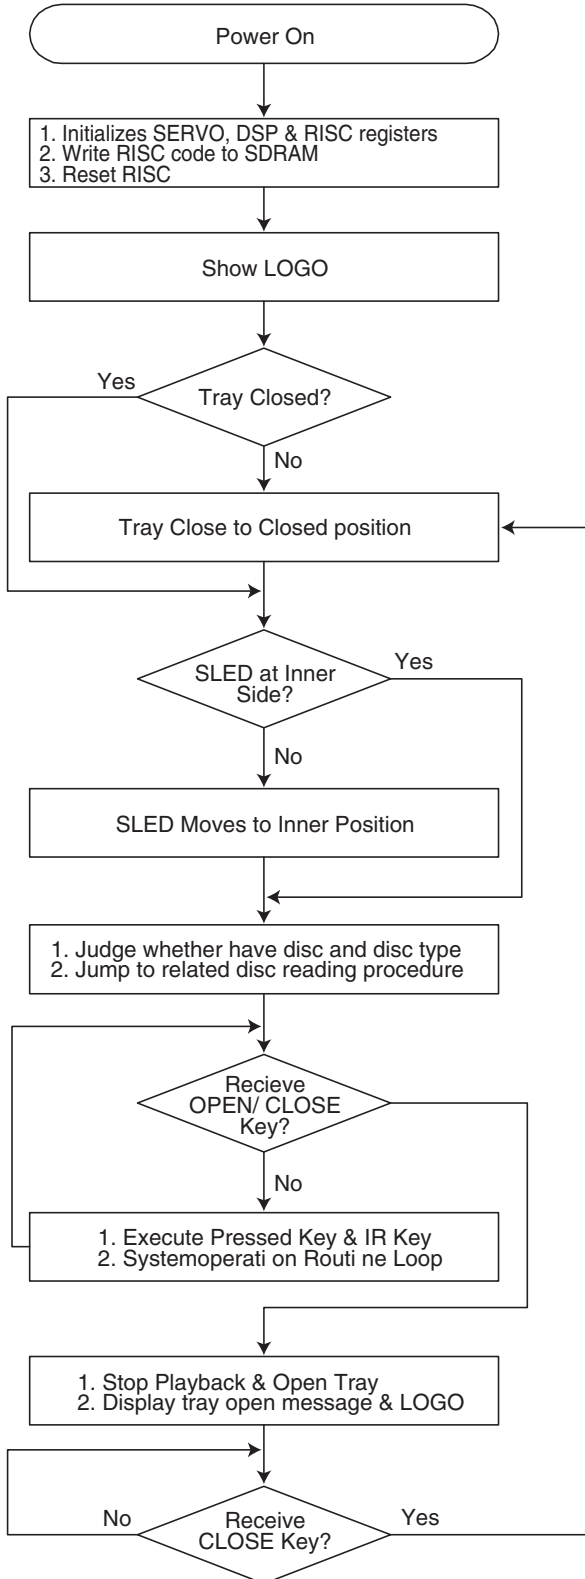 Power On
1. Initializes SERVO, DSP & RISC registers
2. Write RISC code to SDRAM
3. Reset RISC
Show LOGO
Yes
Tray Closed?
No
Tray Close to Closed position
SLED at Inner
Side?
Yes
No
SLED Moves to Inner Position
1. Judge whether have disc and disc type
2. Jump to related disc reading procedure
Recieve
OPEN/ CLOSE
Key?
No
1. Execute Pressed Key & IR Key
2. Systemoperati on Routi ne Loop
1. Stop Playback & Open Tray
2. Display tray open message & LOGO
No
Receive
CLOSE Key?
Yes